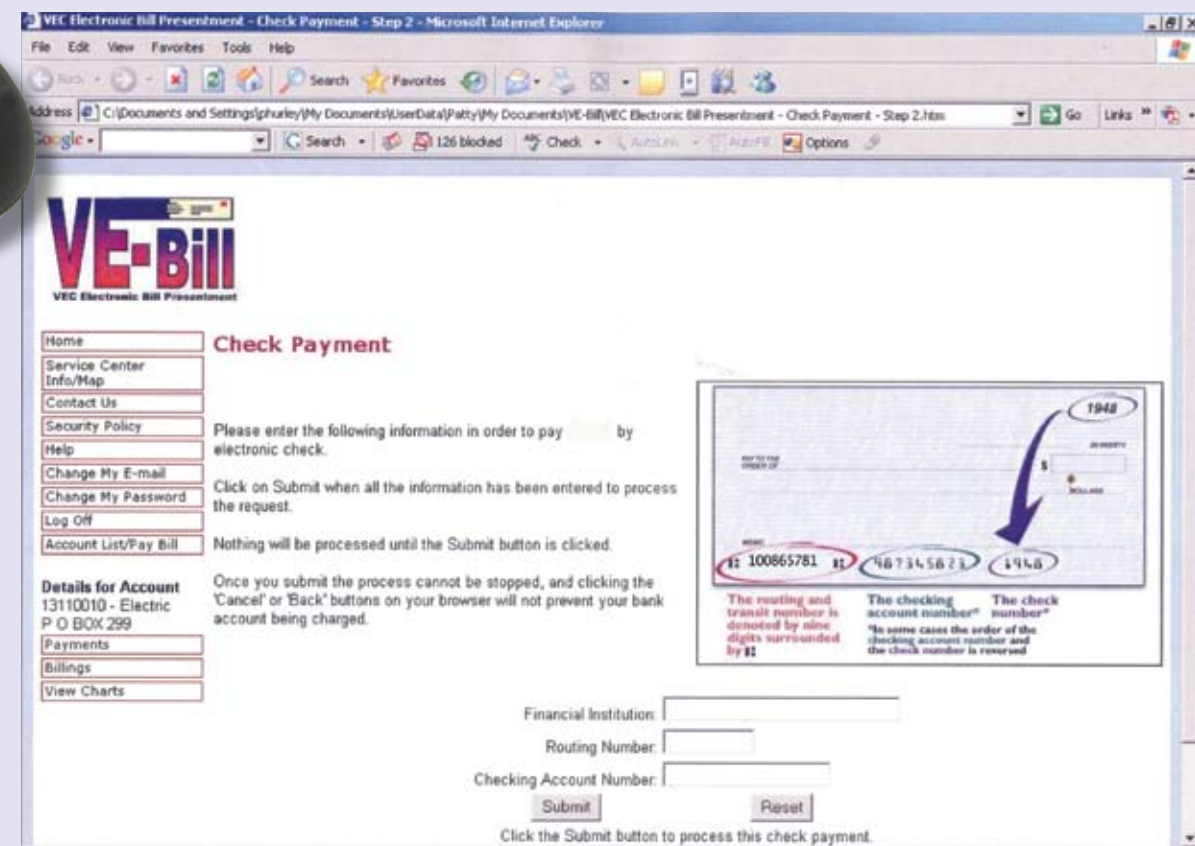 VEC Electronic Bill Presentment - Check Payment - Step 2 - Microsoft Internet Explorer
File Edit View Favorites Tools Help
Back Search Favorites
Address C:\Documents and Settings\phurley\My Documents\UserData\Patty\My Documents\VE-Bill\VEC Electronic Bill Presentment - Check Payment - Step 2.htm Go Links »
Google Search 126 blocked Check AutoLink AutoFill Options
VE-Bill
VEC Electronic Bill Presentment
Home
Service Center
Info/Map
Contact Us
Security Policy
Help
Change My E-mail
Change My Password
Log Off
Account List/Pay Bill
Details for Account
13110010 - Electric
P O BOX 299
Payments
Billings
View Charts
Check Payment
Please enter the following information in order to pay by
electronic check.
Click on Submit when all the information has been entered to process
the request.
Nothing will be processed until the Submit button is clicked.
Once you submit the process cannot be stopped, and clicking the
'Cancel' or 'Back' buttons on your browser will not prevent your bank
account being charged.
1948
PAY TO THE
ORDER OF
$
DOLLARS
MEMO
⑆ 100865781 ⑆ 987345823 1948
The routing and
transit number is
denoted by nine
digits surrounded
by ⑆
The checking
account number*
The check
number*
*In some cases the order of the
checking account number and
the check number is reversed
Financial Institution:
Routing Number:
Checking Account Number:
Submit Reset
Click the Submit button to process this check payment.